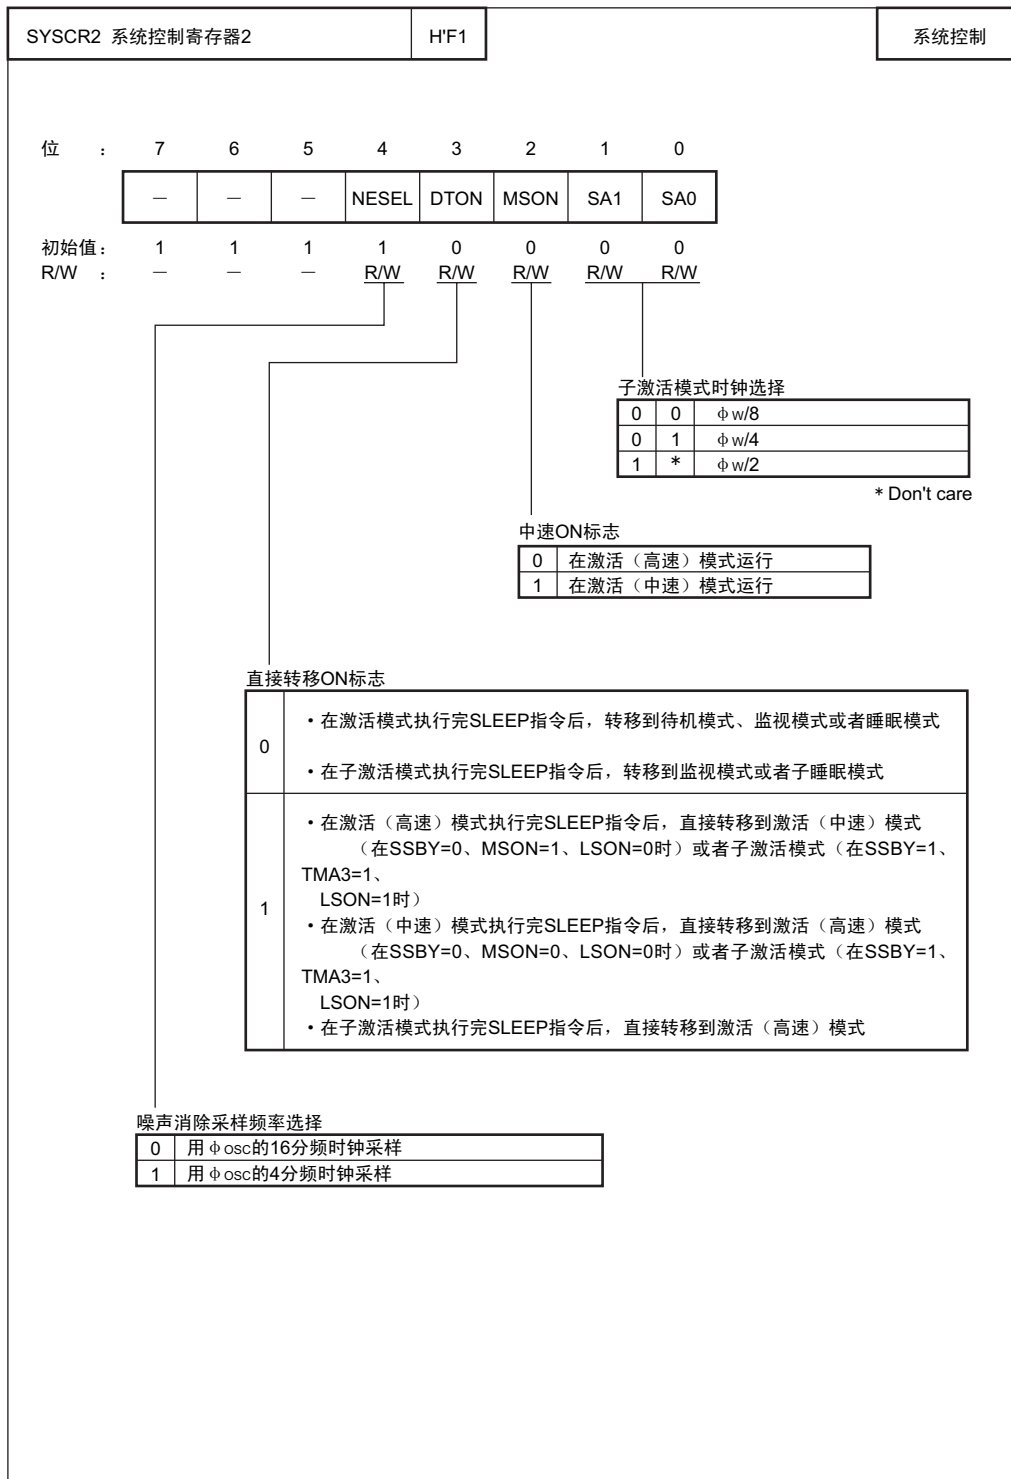 SYSCR2 系统控制寄存器2 H'F1 系统控制
位 : 7 6 5 4 3 2 1 0
－ － － NESEL DTON MSON SA1 SA0
初始值: 1 1 1 1 0 0 0 0
R/W : － － － R/W R/W R/W R/W R/W
子激活模式时钟选择
0 0 φw/8
0 1 φw/4
1 * φw/2
* Don't care
中速ON标志
0 在激活（高速）模式运行
1 在激活（中速）模式运行
直接转移ON标志
0
・在激活模式执行完SLEEP指令后，转移到待机模式、监视模式或者睡眠模式
・在子激活模式执行完SLEEP指令后，转移到监视模式或者子睡眠模式
1
・在激活（高速）模式执行完SLEEP指令后，直接转移到激活（中速）模式
（在SSBY=0、MSON=1、LSON=0时）或者子激活模式（在SSBY=1、
TMA3=1、
LSON=1时）
・在激活（中速）模式执行完SLEEP指令后，直接转移到激活（高速）模式
（在SSBY=0、MSON=0、LSON=0时）或者子激活模式（在SSBY=1、
TMA3=1、
LSON=1时）
・在子激活模式执行完SLEEP指令后，直接转移到激活（高速）模式
噪声消除采样频率选择
0 用φosc的16分频时钟采样
1 用φosc的4分频时钟采样